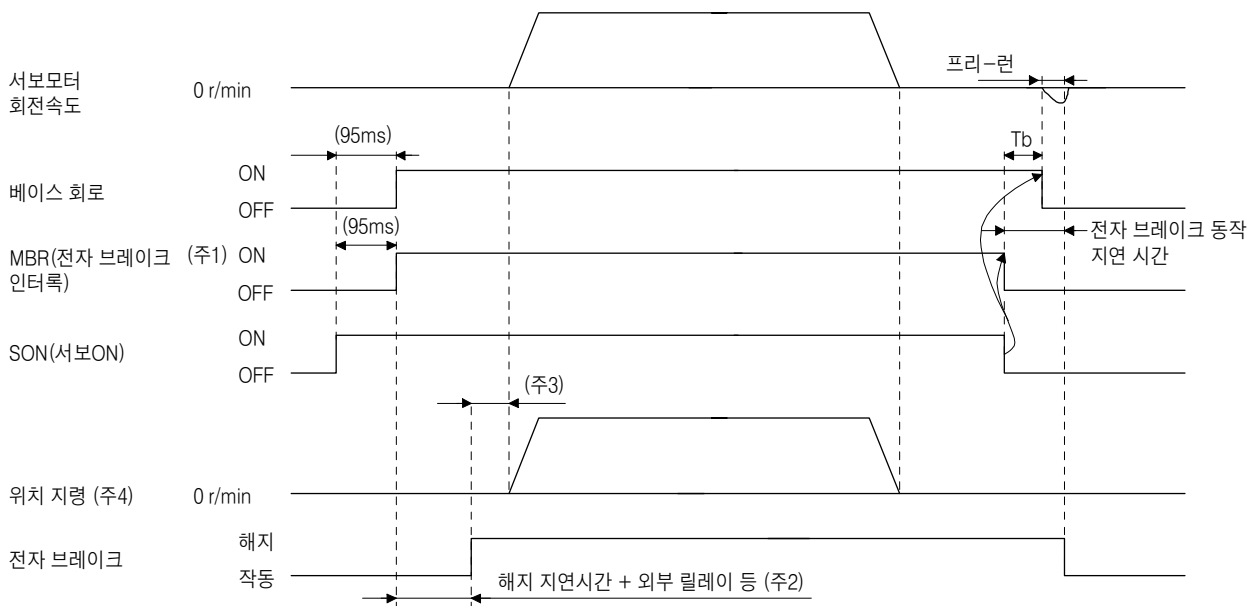 프리-런
서보모터
회전속도
0 r/min
(95ms)
Tb
베이스 회로
ON
OFF
(95ms)
전자 브레이크 동작
지연 시간
MBR(전자 브레이크
인터록)
(주1)
ON
OFF
SON(서보ON)
ON
OFF
(주3)
위치 지령 (주4)
0 r/min
전자 브레이크
해지
작동
해지 지연시간 + 외부 릴레이 등 (주2)